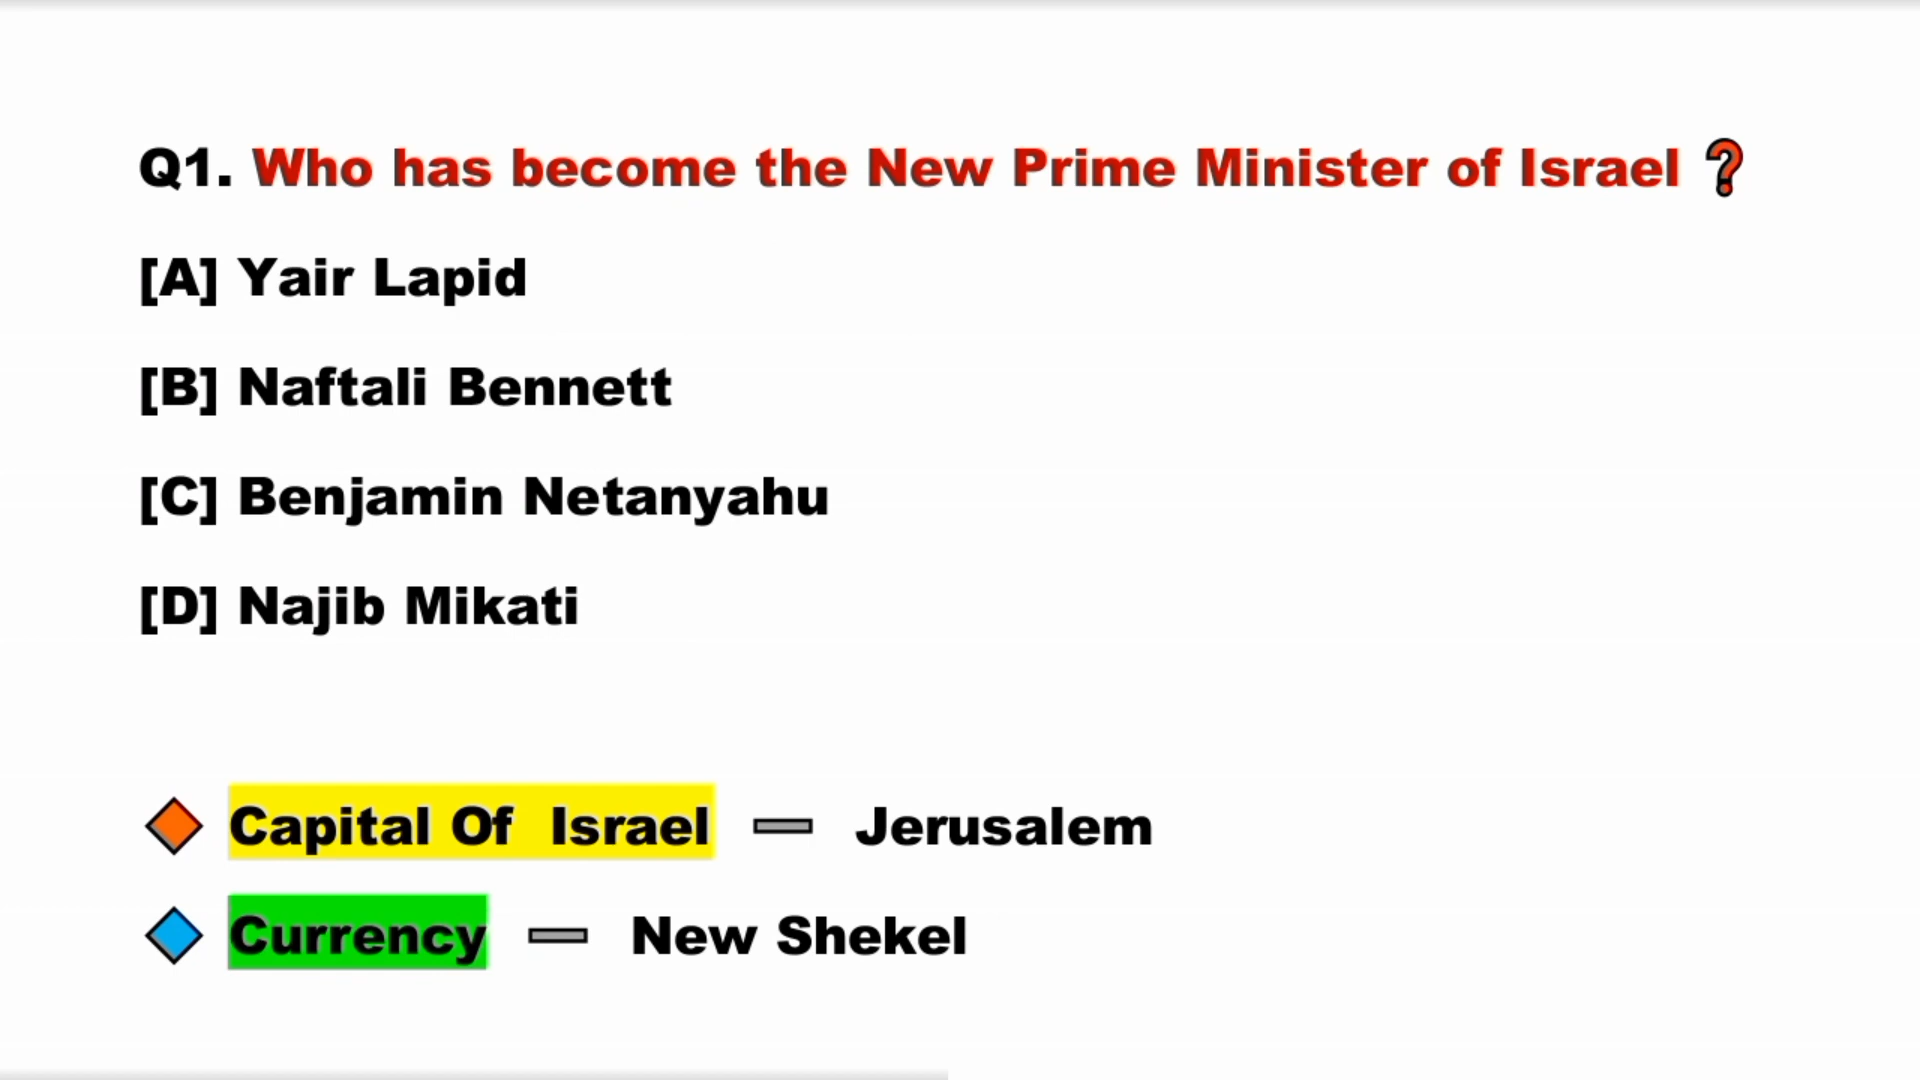 Q1. Who has become the New Prime Minister of Israel ❓
[A] Yair Lapid
[B] Naftali Bennett
[C] Benjamin Netanyahu
[D] Najib Mikati
🔶 Capital Of Israel ➖ Jerusalem
🔷 Currency ➖ New Shekel